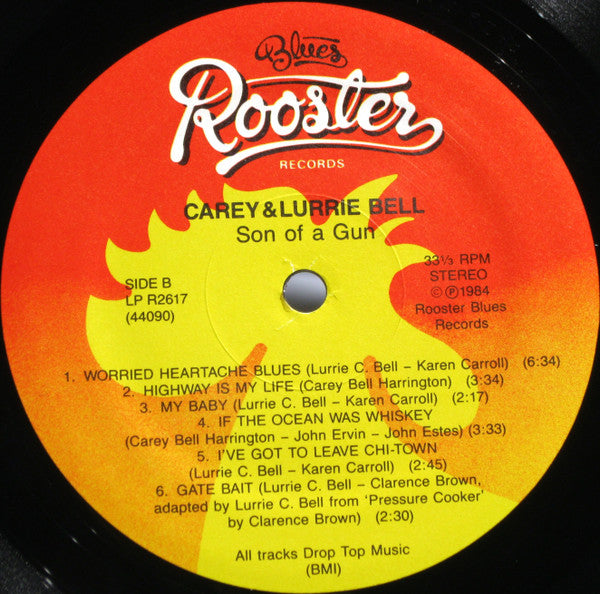 Blues
Rooster
RECORDS
CAREY & LURRIE BELL
Son of a Gun
SIDE B
LP R2617
(44090)
33⅓ RPM
STEREO
© ℗ 1984
Rooster Blues
Records
1. WORRIED HEARTACHE BLUES (Lurrie C. Bell – Karen Carroll) (6:34)
2. HIGHWAY IS MY LIFE (Carey Bell Harrington) (3:34)
3. MY BABY (Lurrie C. Bell – Karen Carroll) (2:17)
4. IF THE OCEAN WAS WHISKEY
(Carey Bell Harrington – John Ervin – John Estes) (3:33)
5. I'VE GOT TO LEAVE CHI-TOWN
(Lurrie C. Bell – Karen Carroll) (2:45)
6. GATE BAIT (Lurrie C. Bell – Clarence Brown,
adapted by Lurrie C. Bell from 'Pressure Cooker'
by Clarence Brown) (2:30)
All tracks Drop Top Music
(BMI)